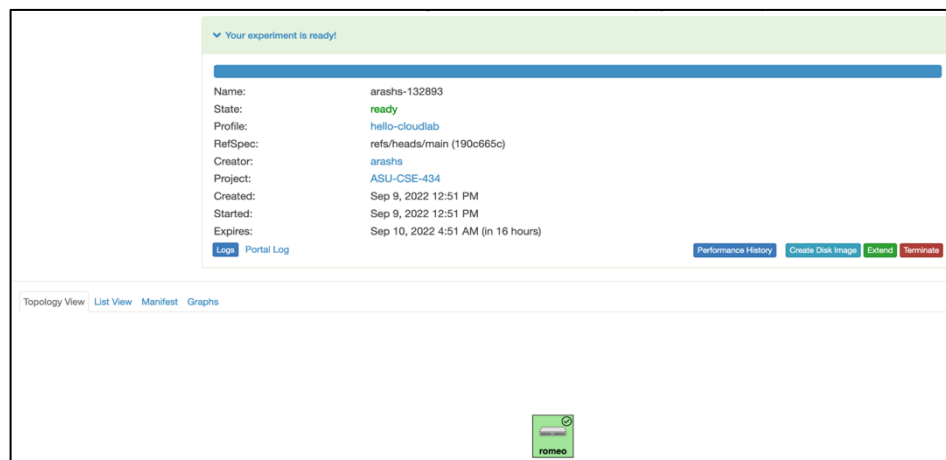 Your experiment is ready!
Name: arashs-132893
State: ready
Profile: hello-cloudlab
RefSpec: refs/heads/main (190c665c)
Creator: arashs
Project: ASU-CSE-434
Created: Sep 9, 2022 12:51 PM
Started: Sep 9, 2022 12:51 PM
Expires: Sep 10, 2022 4:51 AM (in 16 hours)
Logs Portal Log Performance History Create Disk Image Extend Terminate
Topology View List View Manifest Graphs
romeo